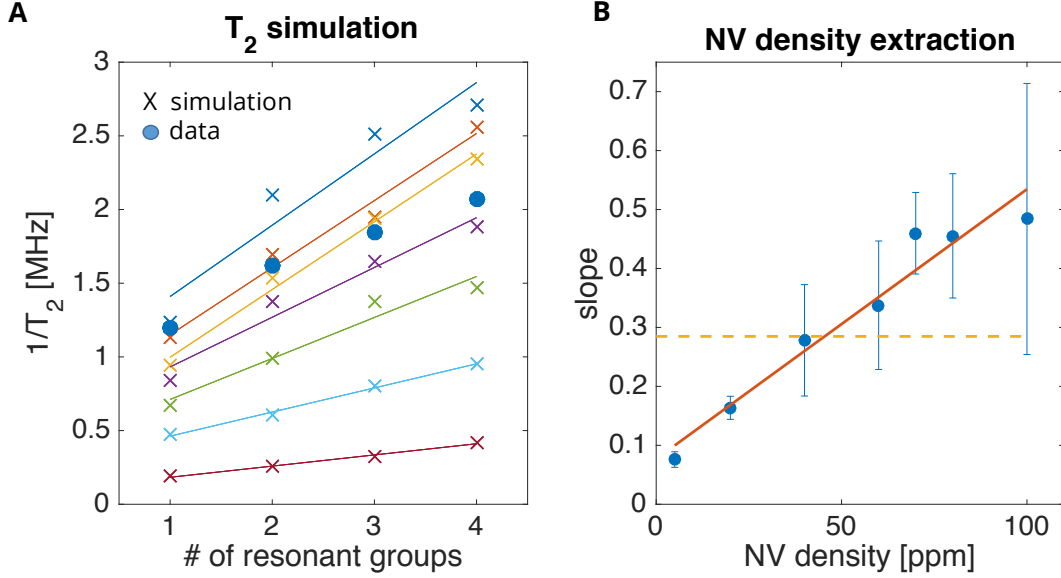 A
T2 simulation
3
2.5
2
1.5
1
0.5
0
1/T2 [MHz]
X simulation
data
1 2 3 4
# of resonant groups
B
NV density extraction
0.7
0.6
0.5
0.4
0.3
0.2
0.1
0
slope
0 50 100
NV density [ppm]